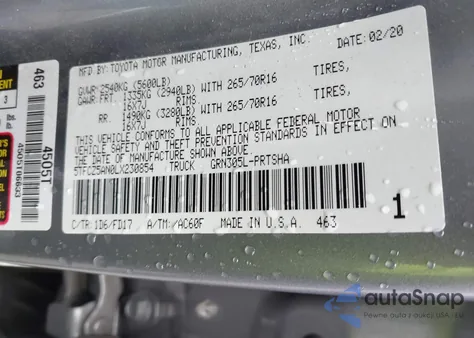 MFD.BY: TOYOTA MOTOR MANUFACTURING, TEXAS, INC. DATE: 02/20
GVWR: 2540KG (5600LB)
GAWR: FRT 1335KG (2940LB) WITH 265/70R16 TIRES,
16X7J RIMS
RR 1490KG (3280LB) WITH 265/70R16 TIRES,
16X7J RIMS
THIS VEHICLE CONFORMS TO ALL APPLICABLE FEDERAL MOTOR
VEHICLE SAFETY AND THEFT PREVENTION STANDARDS IN EFFECT ON
THE DATE OF MANUFACTURE SHOWN ABOVE.
5TFCZ5AN0LX230854 TRUCK GRN305L-PRTSHA
C/TR: 1D6/FD17 A/TM: /AC60F MADE IN U.S.A. 463
1
463
4505T
3
autoSnap